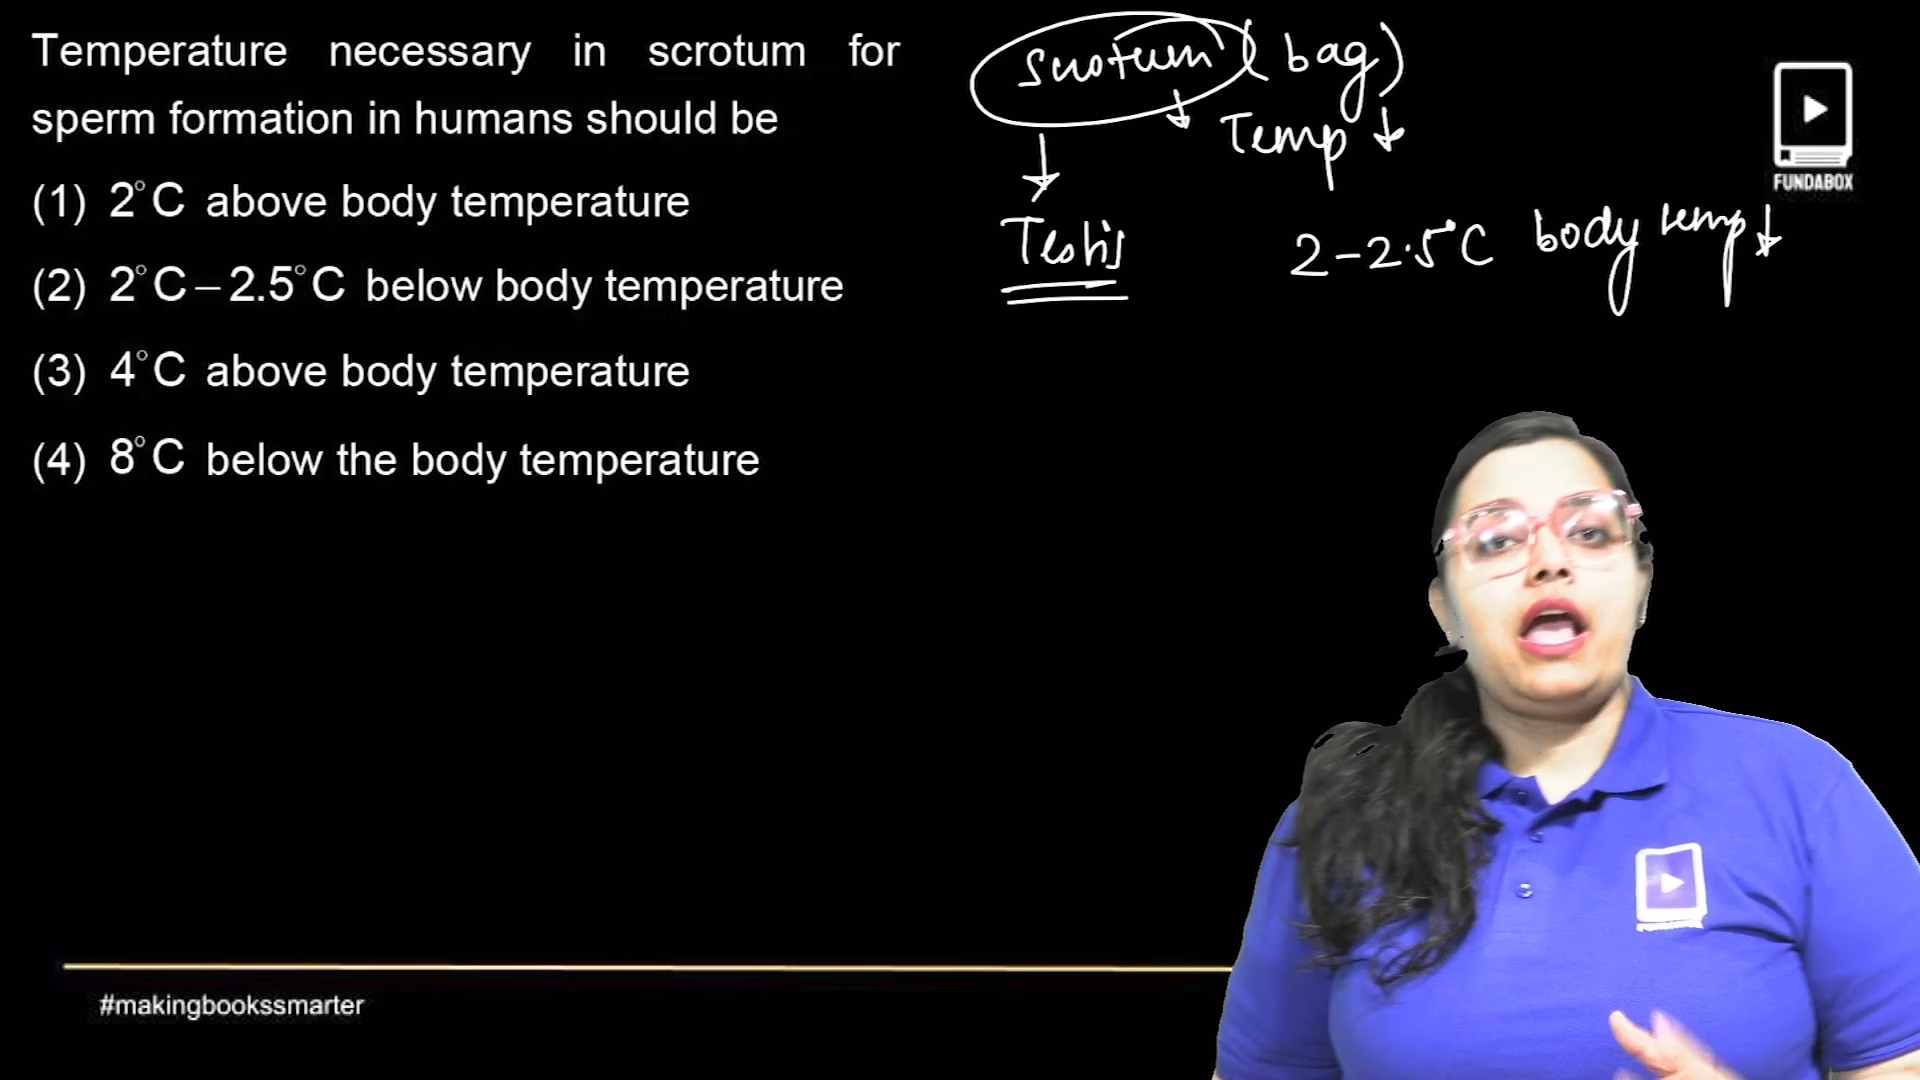 Temperature necessary in scrotum for
sperm formation in humans should be
(1) 2°C above body temperature
(2) 2°C – 2.5°C below body temperature
(3) 4°C above body temperature
(4) 8°C below the body temperature
Scrotum (bag)
Temp ↓
Testis
2-2.5°C body temp ↓
FUNDABOX
#makingbookssmarter